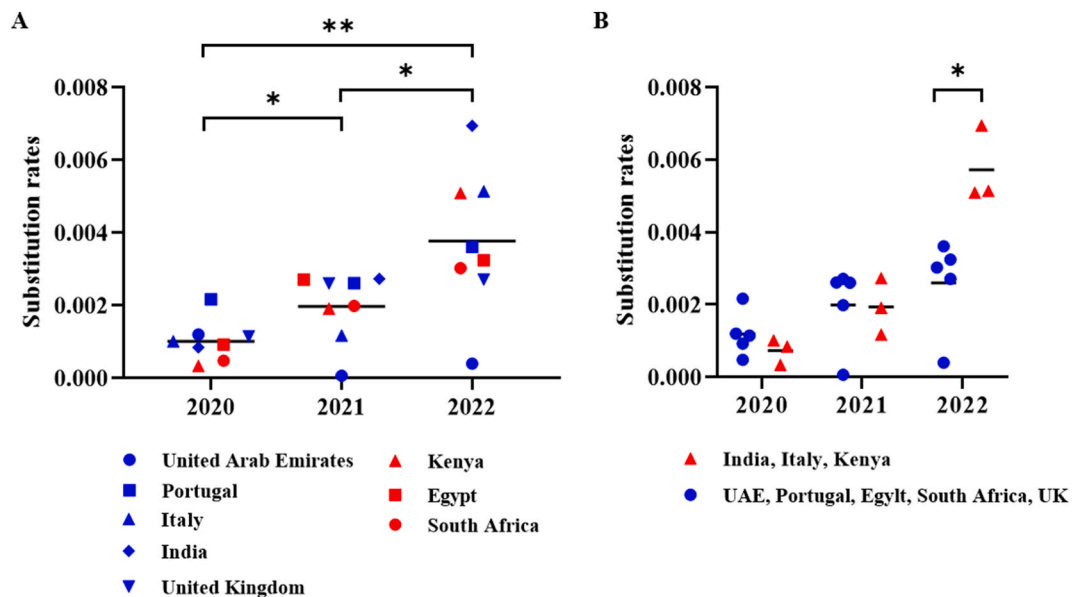 A
B
**
*
*
*
Substitution rates
0.008
0.006
0.004
0.002
0.000
2020
2021
2022
Substitution rates
0.008
0.006
0.004
0.002
0.000
2020
2021
2022
United Arab Emirates
Portugal
Italy
India
United Kingdom
Kenya
Egypt
South Africa
India, Italy, Kenya
UAE, Portugal, Egylt, South Africa, UK